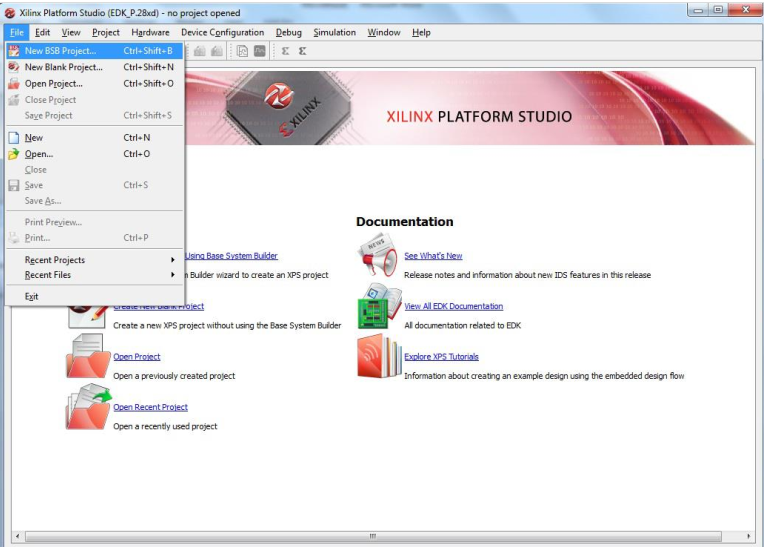 Xilinx Platform Studio (EDK_P.28xd) - no project opened
File Edit View Project Hardware Device Configuration Debug Simulation Window Help
New BSB Project... Ctrl+Shift+B
New Blank Project... Ctrl+Shift+N
Open Project... Ctrl+Shift+O
Close Project
Save Project Ctrl+Shift+S
New Ctrl+N
Open... Ctrl+O
Close
Save Ctrl+S
Save As...
Print Preview...
Print... Ctrl+P
Recent Projects
Recent Files
Exit
XILINX
XILINX PLATFORM STUDIO
Using Base System Builder
Builder wizard to create an XPS project
Create New Blank Project
Create a new XPS project without using the Base System Builder
Open Project
Open a previously created project
Open Recent Project
Open a recently used project
Documentation
NEWS
See What's New
Release notes and information about new IDS features in this release
View All EDK Documentation
All documentation related to EDK
Explore XPS Tutorials
Information about creating an example design using the embedded design flow